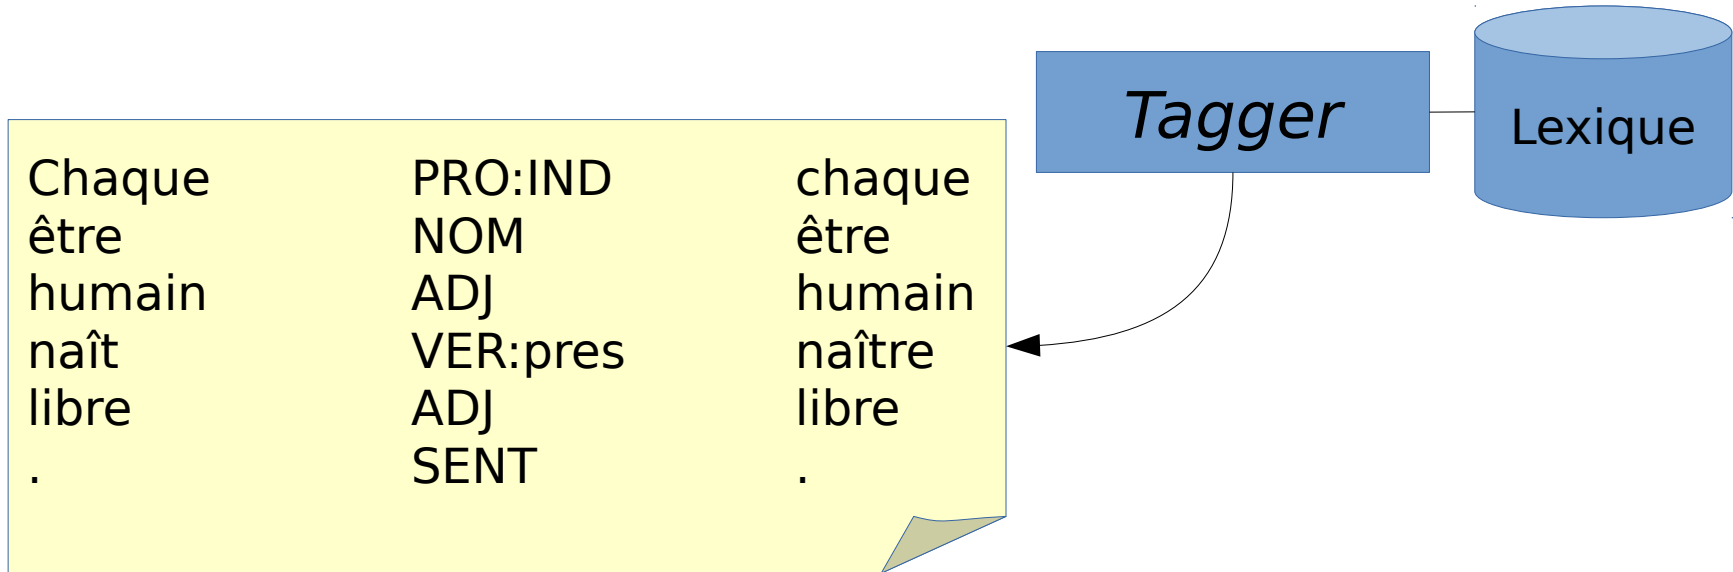 Tagger
Lexique
Chaque PRO:IND chaque
être NOM être
humain ADJ humain
naît VER:pres naître
libre ADJ libre
. SENT .